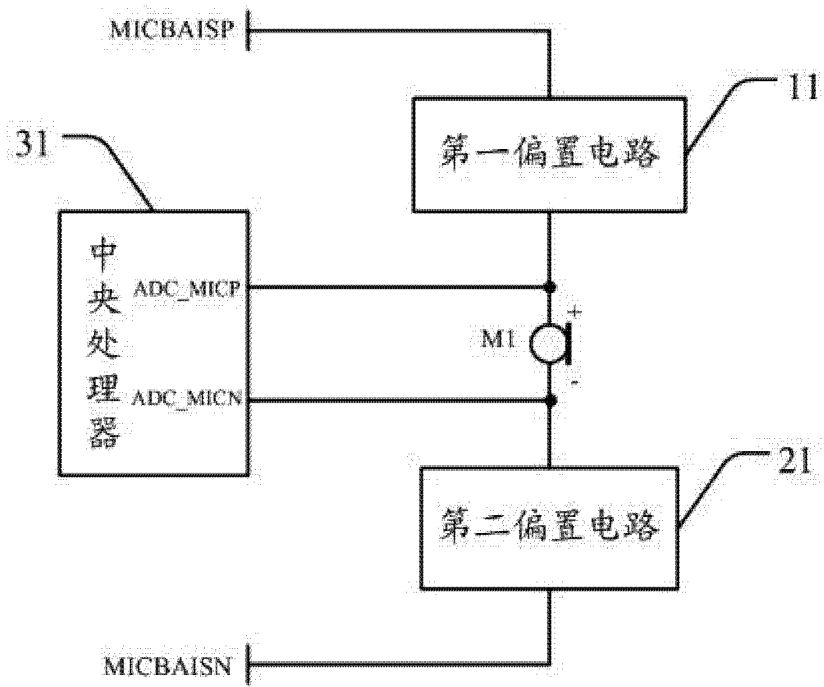 MICBAISP
11
第一偏置电路
31
中央处理器
ADC_MICP
+
M1
-
ADC_MICN
21
第二偏置电路
MICBAISN